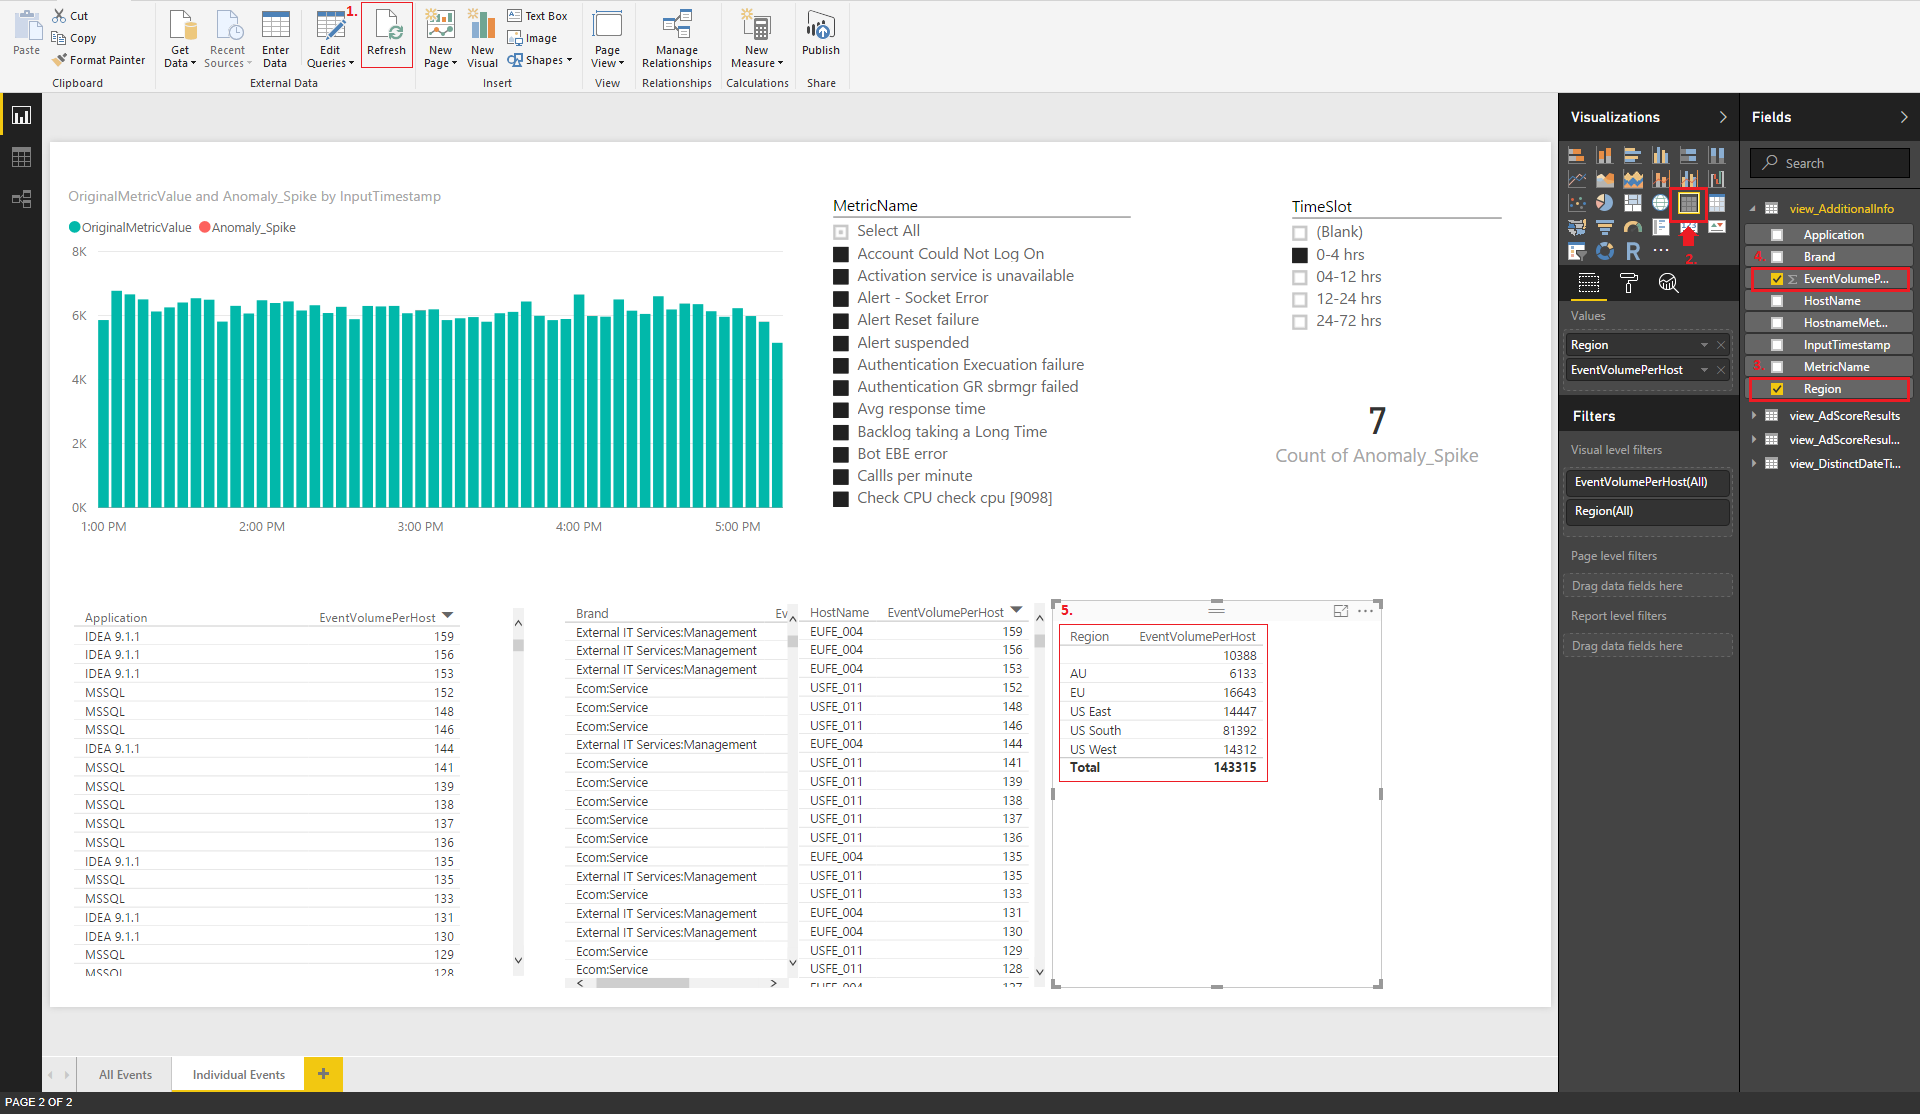 Paste
Cut
Copy
Format Painter
Clipboard
Get Data
Recent Sources
Enter Data
Edit Queries
1.
Refresh
External Data
New Page
New Visual
Text Box
Image
Shapes
Insert
Page View
View
Manage Relationships
Relationships
New Measure
Calculations
Publish
Share
OriginalMetricValue and Anomaly_Spike by InputTimestamp
OriginalMetricValue Anomaly_Spike
8K
6K
4K
2K
0K
1:00 PM 2:00 PM 3:00 PM 4:00 PM 5:00 PM
MetricName
Select All
Account Could Not Log On
Activation service is unavailable
Alert - Socket Error
Alert Reset failure
Alert suspended
Authentication Execuation failure
Authentication GR sbrmgr failed
Avg response time
Backlog taking a Long Time
Bot EBE error
Callls per minute
Check CPU check cpu [9098]
TimeSlot
(Blank)
0-4 hrs
04-12 hrs
12-24 hrs
24-72 hrs
7
Count of Anomaly_Spike
Application EventVolumePerHost
IDEA 9.1.1 159
IDEA 9.1.1 156
IDEA 9.1.1 153
MSSQL 152
MSSQL 148
MSSQL 146
IDEA 9.1.1 144
MSSQL 141
MSSQL 139
MSSQL 138
MSSQL 137
MSSQL 136
IDEA 9.1.1 135
MSSQL 135
MSSQL 133
IDEA 9.1.1 131
IDEA 9.1.1 130
MSSQL 129
MSSQL 128
Brand Ev
External IT Services:Management
External IT Services:Management
External IT Services:Management
Ecom:Service
Ecom:Service
Ecom:Service
External IT Services:Management
Ecom:Service
Ecom:Service
Ecom:Service
Ecom:Service
Ecom:Service
Ecom:Service
External IT Services:Management
Ecom:Service
External IT Services:Management
External IT Services:Management
Ecom:Service
Ecom:Service
HostName EventVolumePerHost
EUFE_004 159
EUFE_004 156
EUFE_004 153
USFE_011 152
USFE_011 148
USFE_011 146
EUFE_004 144
USFE_011 141
USFE_011 139
USFE_011 138
USFE_011 137
USFE_011 136
EUFE_004 135
USFE_011 135
USFE_011 133
EUFE_004 131
EUFE_004 130
USFE_011 129
USFE_011 128
EUFE_004 127
5.
Region EventVolumePerHost
10388
AU 6133
EU 16643
US East 14447
US South 81392
US West 14312
Total 143315
Visualizations
R
2.
Values
Region
EventVolumePerHost
Filters
Visual level filters
EventVolumePerHost(All)
Region(All)
Page level filters
Drag data fields here
Report level filters
Drag data fields here
Fields
Search
view_AdditionalInfo
Application
4. Brand
Σ EventVolumeP...
HostName
HostnameMet...
InputTimestamp
3. MetricName
Region
view_AdScoreResults
view_AdScoreResul...
view_DistinctDateTi...
All Events
Individual Events
+
PAGE 2 OF 2